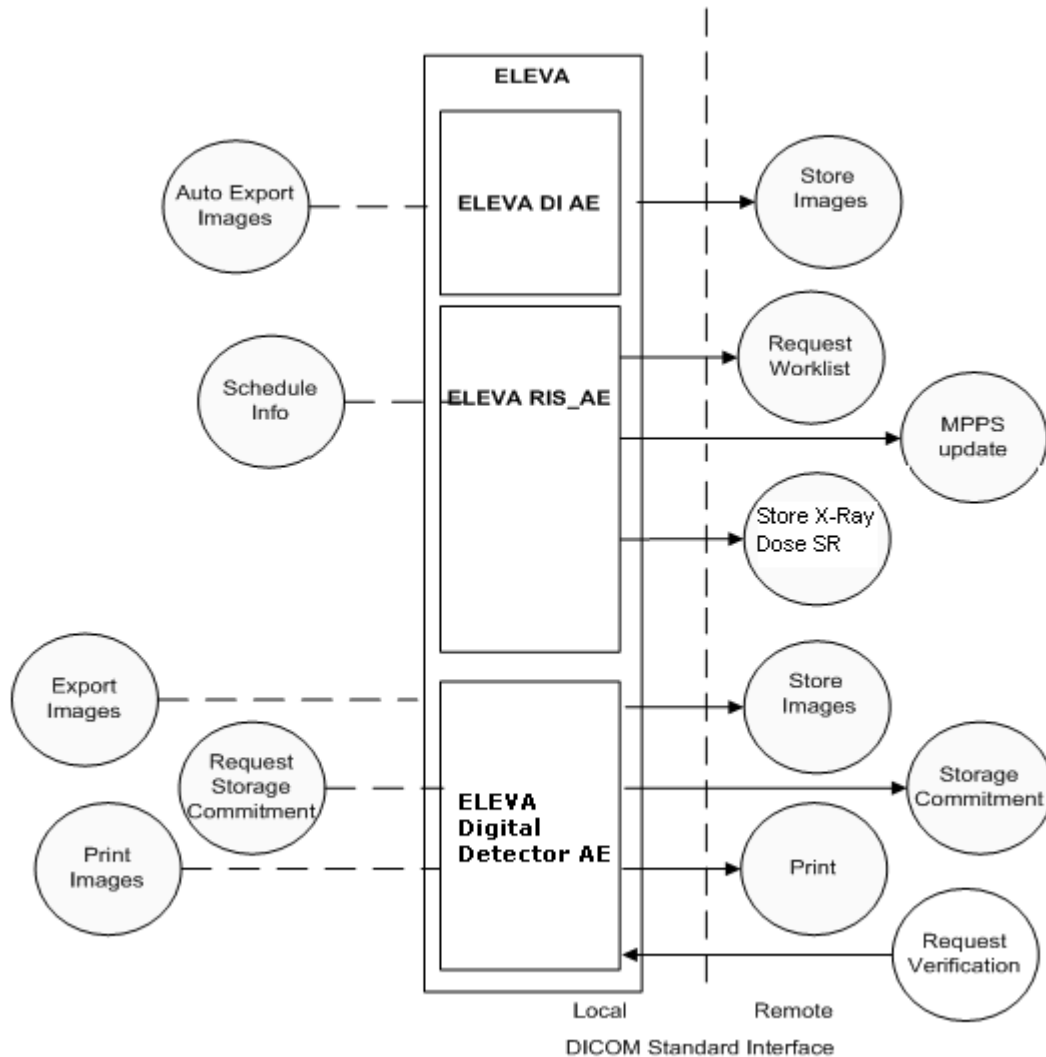 ELEVA
Auto Export
Images
ELEVA DI AE
Store
Images
Schedule
Info
ELEVA RIS_AE
Request
Worklist
MPPS
update
Store X-Ray
Dose SR
Export
Images
Store
Images
Request
Storage
Commitment
Storage
Commitment
ELEVA
Digital
Detector AE
Print
Images
Print
Request
Verification
Local
Remote
DICOM Standard Interface